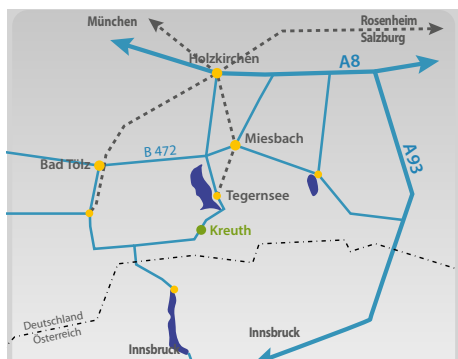 München
Rosenheim
Salzburg
Holzkirchen
A8
B 472
Miesbach
Bad Tölz
A93
Tegernsee
Kreuth
Deutschland
Österreich
Innsbruck
Innsbruck